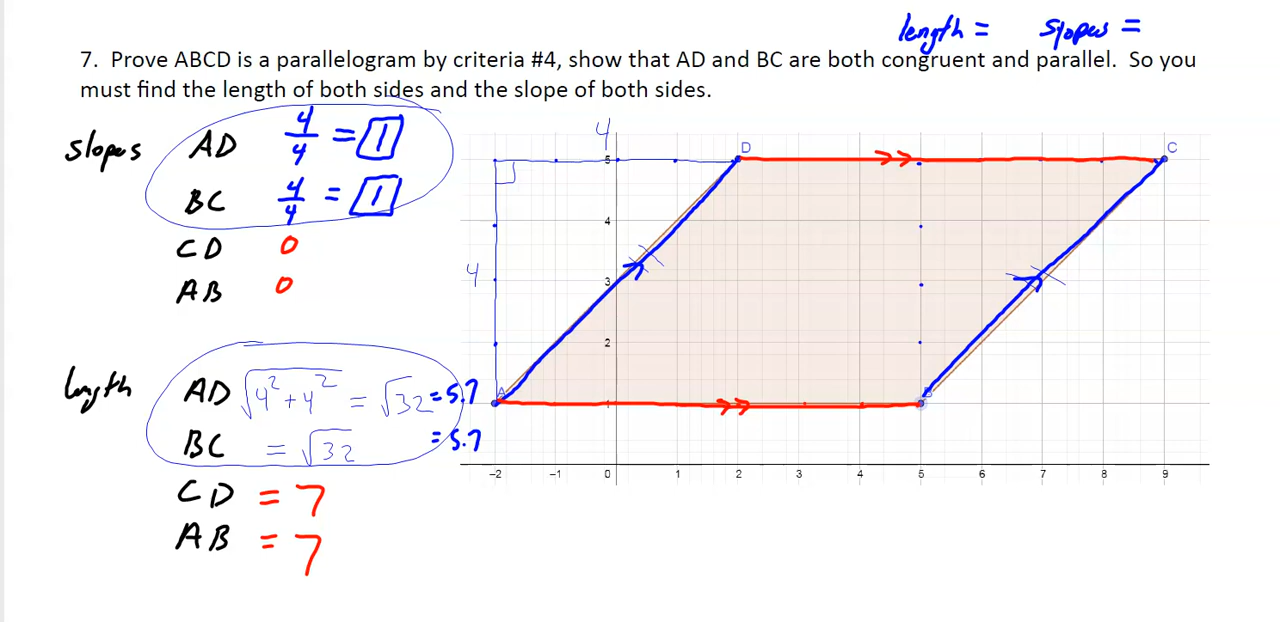 length = slopes =
7. Prove ABCD is a parallelogram by criteria #4, show that AD and BC are both congruent and parallel. So you
must find the length of both sides and the slope of both sides.
slopes AD 4/4 = 1
BC 4/4 = 1
CD 0
AB 0
length AD √4²+4² = √32 = 5.7
BC = √32 = 5.7
CD = 7
AB = 7
4
D C
5
4
4
3
2
A B
1
-2 -1 0 1 2 3 4 5 6 7 8 9